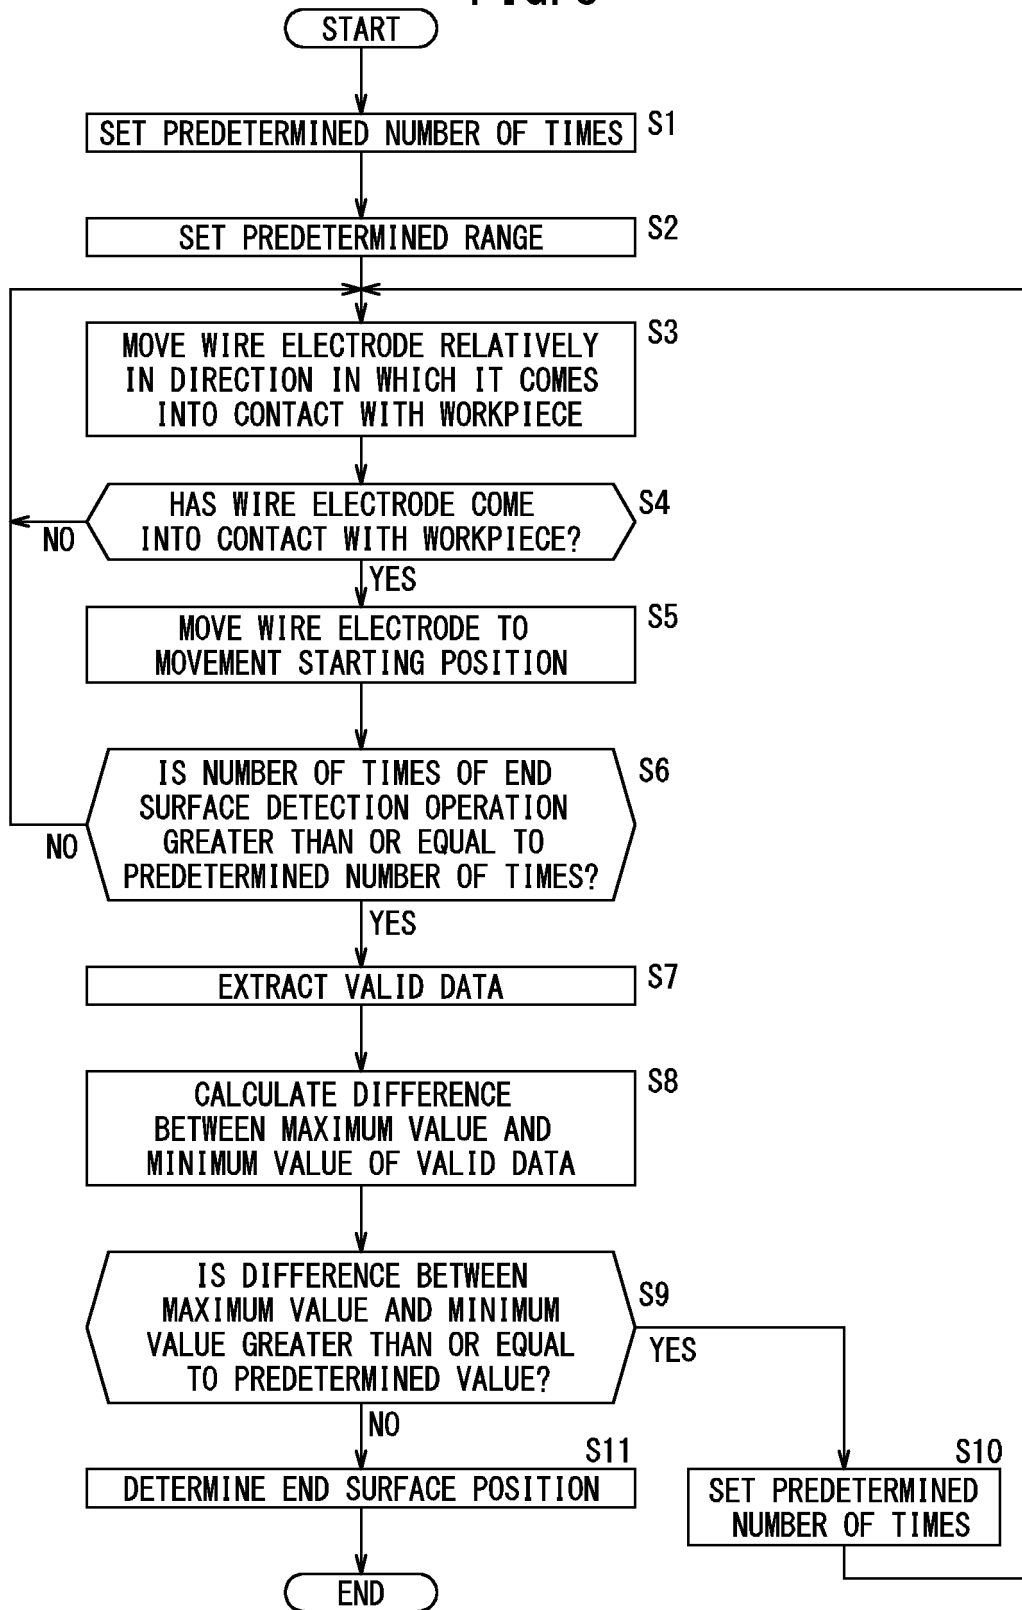 START
S1
SET PREDETERMINED NUMBER OF TIMES
S2
SET PREDETERMINED RANGE
S3
MOVE WIRE ELECTRODE RELATIVELY
IN DIRECTION IN WHICH IT COMES
INTO CONTACT WITH WORKPIECE
S4
HAS WIRE ELECTRODE COME
INTO CONTACT WITH WORKPIECE?
NO
YES
S5
MOVE WIRE ELECTRODE TO
MOVEMENT STARTING POSITION
S6
IS NUMBER OF TIMES OF END
SURFACE DETECTION OPERATION
GREATER THAN OR EQUAL TO
PREDETERMINED NUMBER OF TIMES?
NO
YES
S7
EXTRACT VALID DATA
S8
CALCULATE DIFFERENCE
BETWEEN MAXIMUM VALUE AND
MINIMUM VALUE OF VALID DATA
S9
IS DIFFERENCE BETWEEN
MAXIMUM VALUE AND MINIMUM
VALUE GREATER THAN OR EQUAL
TO PREDETERMINED VALUE?
YES
NO
S11
DETERMINE END SURFACE POSITION
S10
SET PREDETERMINED
NUMBER OF TIMES
END